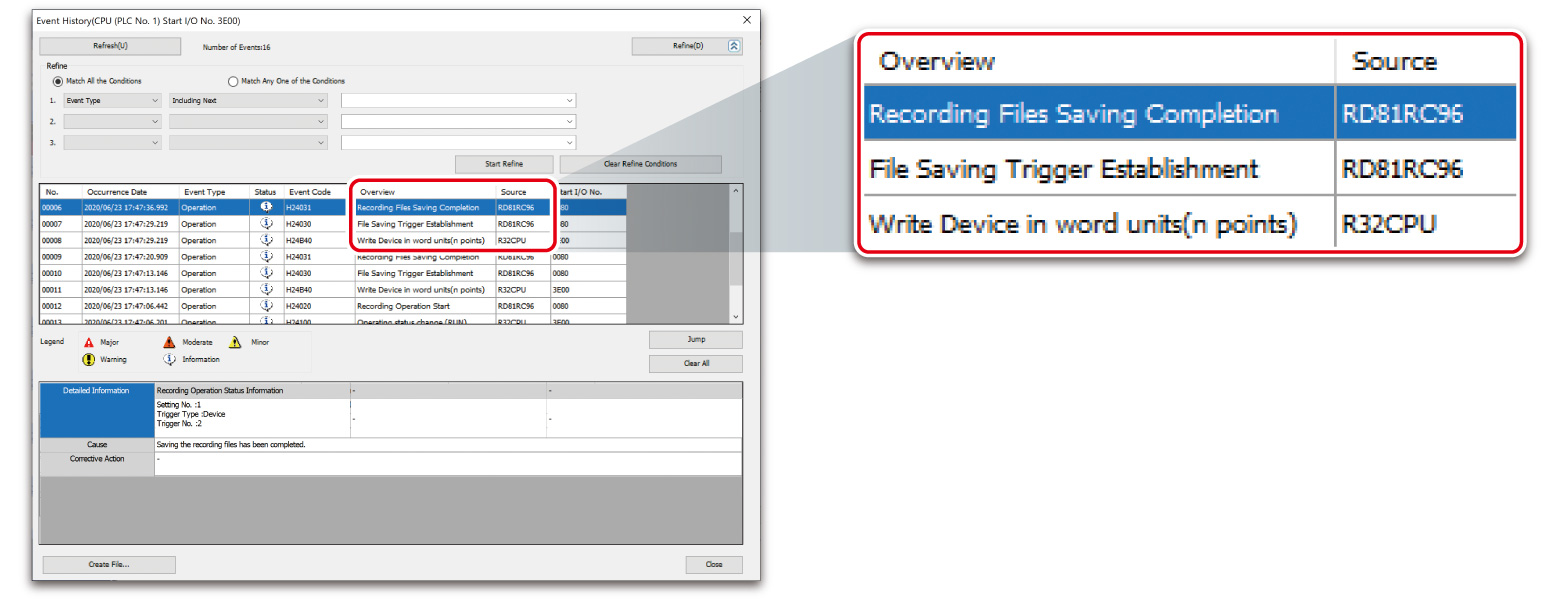 Event History(CPU (PLC No. 1) Start I/O No. 3E00)
Refresh(U) Number of Events:16 Refine(D)
Refine
Match All the Conditions Match Any One of the Conditions
1. Event Type Including Next
2.
3.
Start Refine Clear Refine Conditions
No. Occurrence Date Event Type Status Event Code Overview Source tart I/O No.
00006 2020/06/23 17:47:36.992 Operation H24031 Recording Files Saving Completion RD81RC96 80
00007 2020/06/23 17:47:29.219 Operation H24030 File Saving Trigger Establishment RD81RC96 80
00008 2020/06/23 17:47:29.219 Operation H24B40 Write Device in word units(n points) R32CPU :00
00009 2020/06/23 17:47:20.909 Operation H24031 Recording Files Saving Completion RD81RC96 0080
00010 2020/06/23 17:47:13.146 Operation H24030 File Saving Trigger Establishment RD81RC96 0080
00011 2020/06/23 17:47:13.146 Operation H24B40 Write Device in word units(n points) R32CPU 3E00
00012 2020/06/23 17:47:06.442 Operation H24020 Recording Operation Start RD81RC96 0080
00013 2020/06/23 17:47:06.201 Operation H24100 Operating status change (RUN) R32CPU 3E00
Legend Major Moderate Minor
Warning Information
Jump
Clear All
Detailed Information Recording Operation Status Information - -
Setting No. :1
Trigger Type :Device - -
Trigger No. :2
Cause Saving the recording files has been completed.
Corrective Action -
Create File... Close
Overview Source
Recording Files Saving Completion RD81RC96
File Saving Trigger Establishment RD81RC96
Write Device in word units(n points) R32CPU